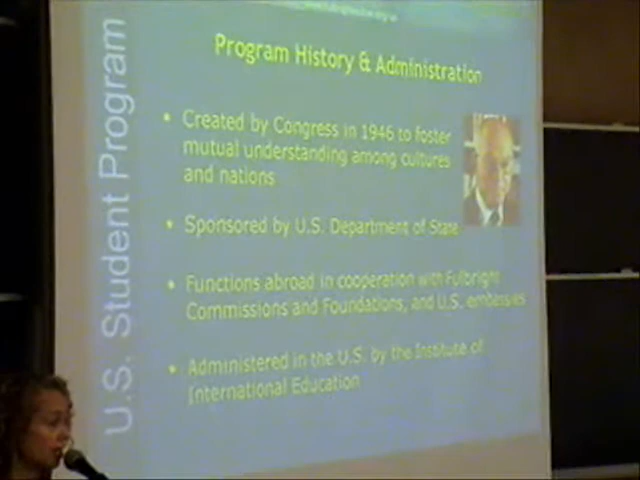 Program History & Administration
U.S. Student Program
• Created by Congress in 1946 to foster
mutual understanding among cultures
and nations
• Sponsored by U.S. Department of State
• Functions abroad in cooperation with Fulbright
Commissions and Foundations, and U.S. embassies
• Administered in the U.S. by the Institute of
International Education